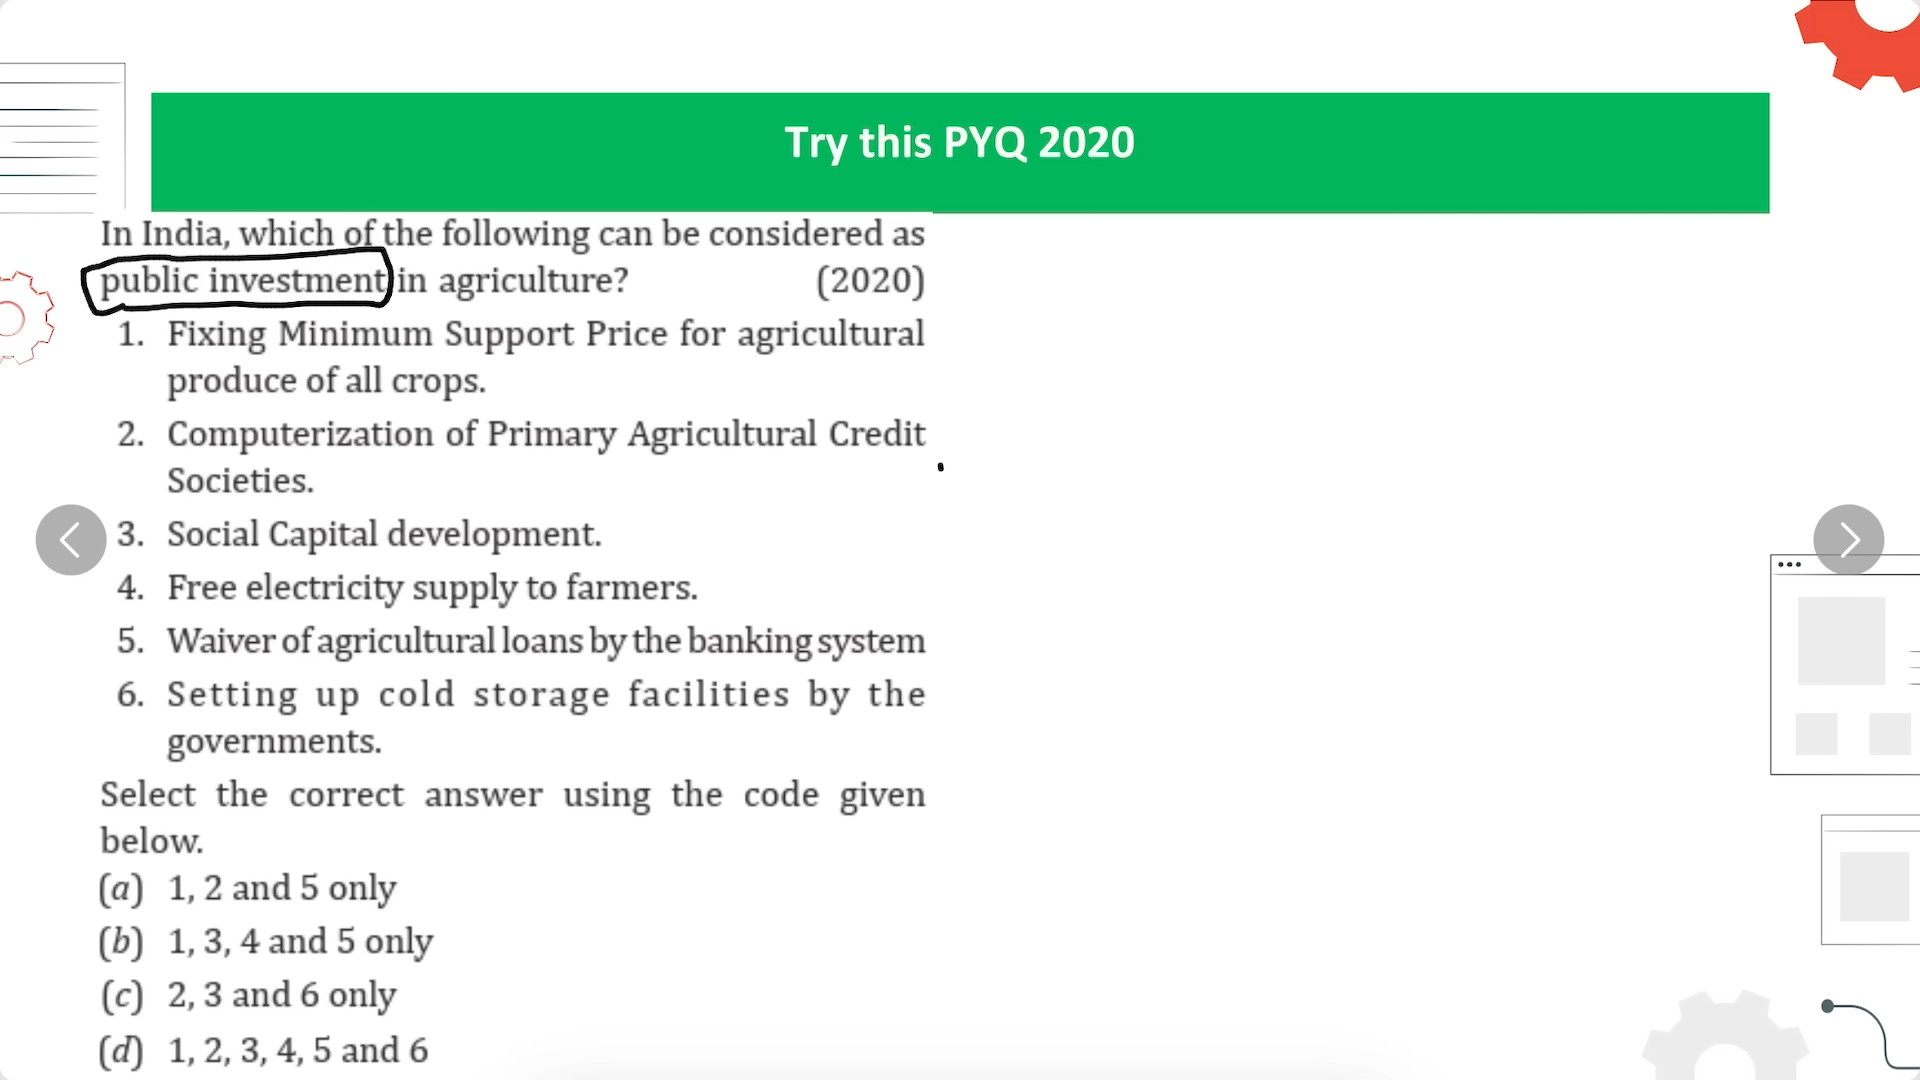 Try this PYQ 2020
In India, which of the following can be considered as
public investment in agriculture? (2020)
1. Fixing Minimum Support Price for agricultural
produce of all crops.
2. Computerization of Primary Agricultural Credit
Societies.
3. Social Capital development.
4. Free electricity supply to farmers.
5. Waiver of agricultural loans by the banking system
6. Setting up cold storage facilities by the
governments.
Select the correct answer using the code given
below.
(a) 1, 2 and 5 only
(b) 1, 3, 4 and 5 only
(c) 2, 3 and 6 only
(d) 1, 2, 3, 4, 5 and 6